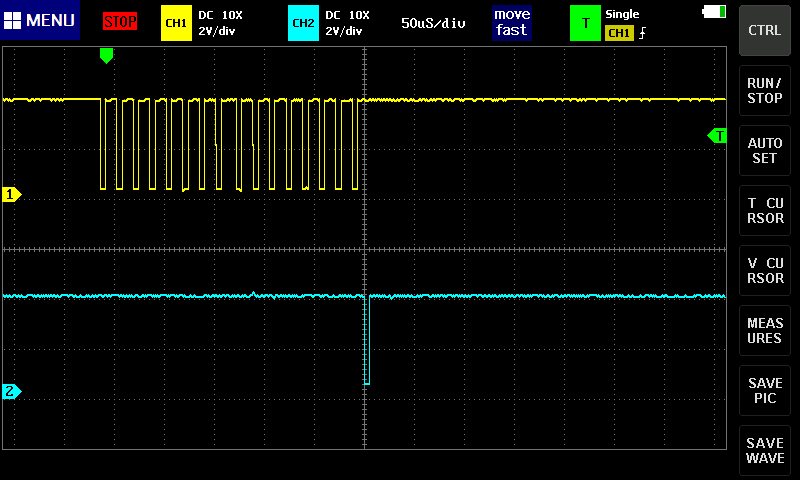 MENU
STOP
CH1
DC 10X
2V/div
CH2
DC 10X
2V/div
50uS/div
move
fast
T
Single
CH1
CTRL
RUN/
STOP
AUTO
SET
T CU
RSOR
V CU
RSOR
MEAS
URES
SAVE
PIC
SAVE
WAVE
T
1
2